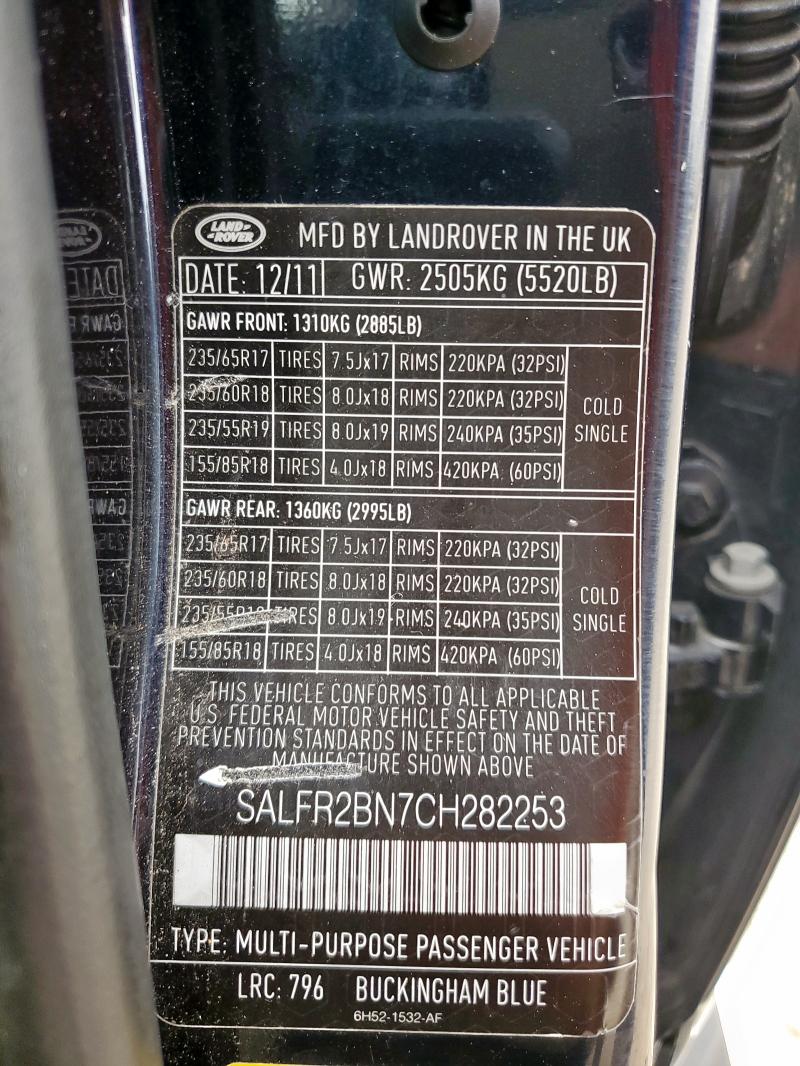 LAND ROVER MFD BY LANDROVER IN THE UK
DATE: 12/11 GWR: 2505KG (5520LB)
GAWR FRONT: 1310KG (2885LB)
235/65R17 TIRES 7.5Jx17 RIMS 220KPA (32PSI)
235/60R18 TIRES 8.0Jx18 RIMS 220KPA (32PSI)
235/55R19 TIRES 8.0Jx19 RIMS 240KPA (35PSI)
155/85R18 TIRES 4.0Jx18 RIMS 420KPA (60PSI)
COLD
SINGLE
GAWR REAR: 1360KG (2995LB)
235/65R17 TIRES 7.5Jx17 RIMS 220KPA (32PSI)
235/60R18 TIRES 8.0Jx18 RIMS 220KPA (32PSI)
235/55R19 TIRES 8.0Jx19 RIMS 240KPA (35PSI)
155/85R18 TIRES 4.0Jx18 RIMS 420KPA (60PSI)
COLD
SINGLE
THIS VEHICLE CONFORMS TO ALL APPLICABLE
U.S. FEDERAL MOTOR VEHICLE SAFETY AND THEFT
PREVENTION STANDARDS IN EFFECT ON THE DATE OF
MANUFACTURE SHOWN ABOVE
SALFR2BN7CH282253
TYPE: MULTI-PURPOSE PASSENGER VEHICLE
LRC: 796 BUCKINGHAM BLUE
6H52-1532-AF